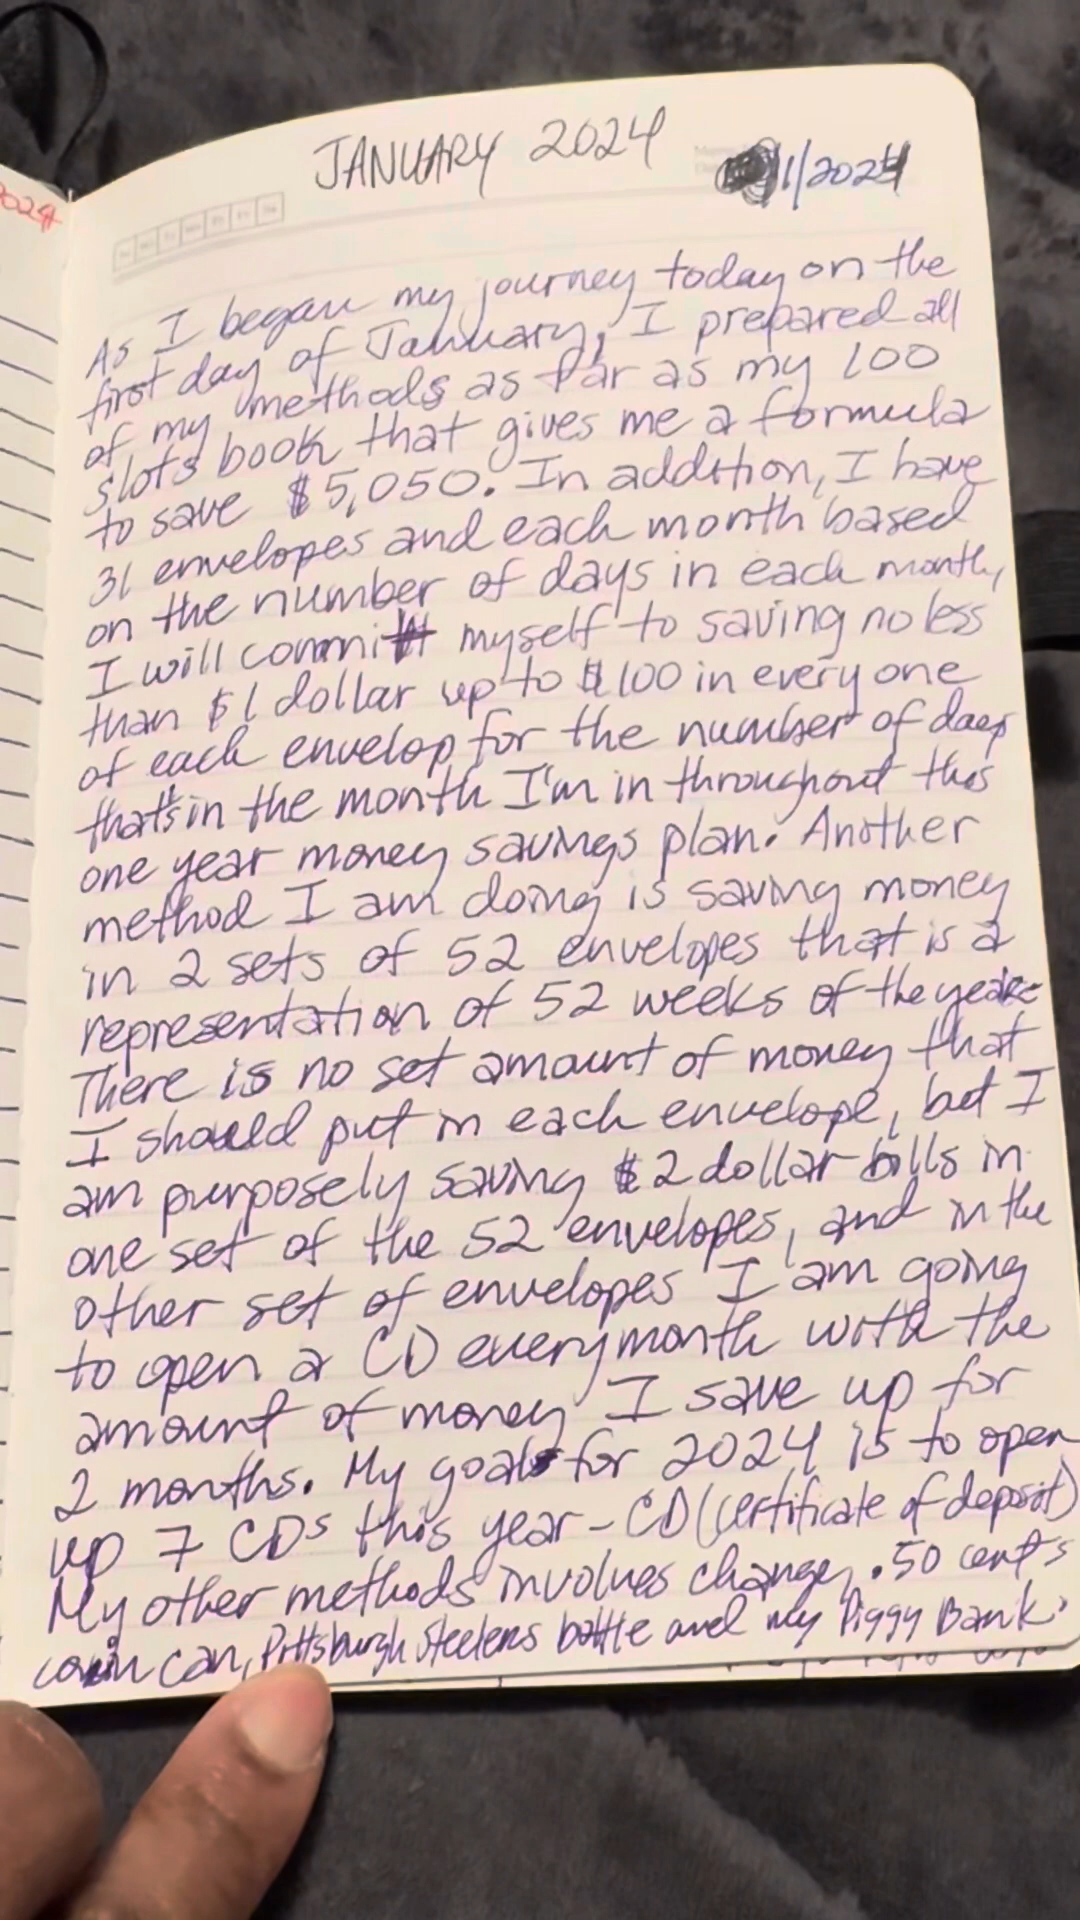 2024
JANUARY 2024
1/2024
As I began my journey today on the
first day of January, I prepared all
of my methods as far as my 100
slots book that gives me a formula
to save $5,050. In addition, I have
31 envelopes and each month based
on the number of days in each month,
I will commit myself to saving no less
than $1 dollar up to $100 in every one
of each envelop for the number of days
that's in the month I'm in throughout this
one year money savings plan. Another
method I am doing is saving money
in 2 sets of 52 envelopes that is a
representation of 52 weeks of the year.
There is no set amount of money that
I should put in each envelope, but I
am purposely saving $2 dollar bills in
one set of the 52 envelopes, and in the
other set of envelopes I am going
to open a CD every month with the
amount of money I save up for
2 months. My goal for 2024 is to open
up 7 CDs this year - CD (certificate of deposit)
My other methods involves change, .50 cent's
coin can, Pittsburgh Steelers bottle and my Piggy Bank.